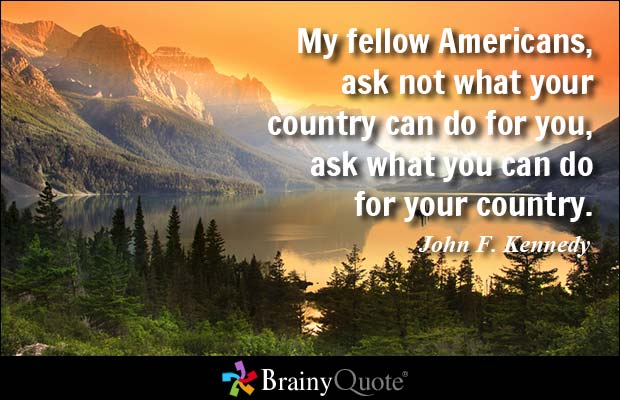 My fellow Americans,
ask not what your
country can do for you,
ask what you can do
for your country.
John F. Kennedy
BrainyQuote®